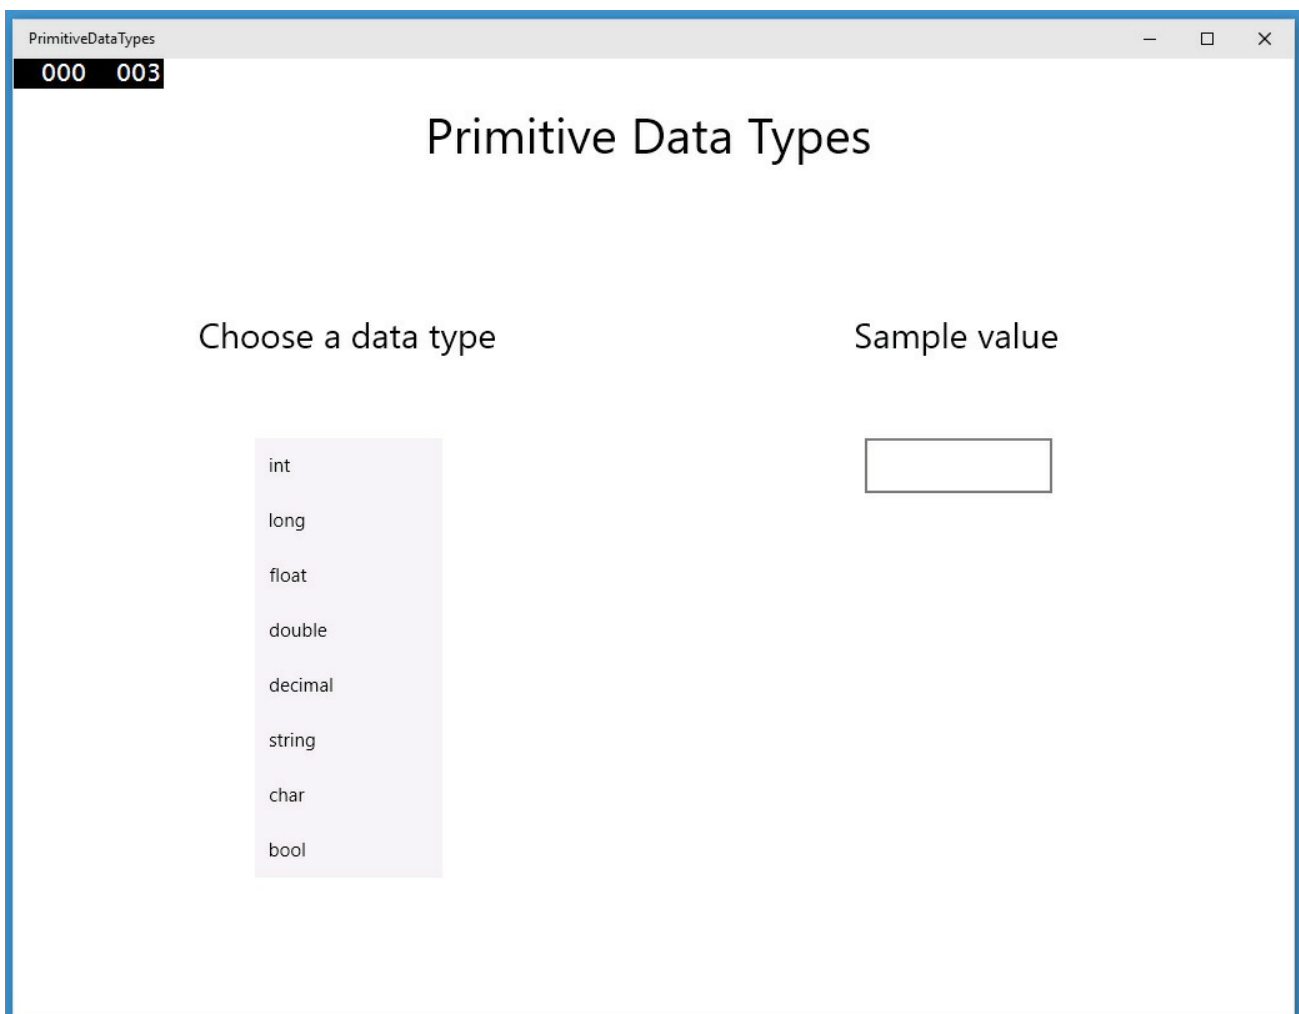 PrimitiveDataTypes
000 003
Primitive Data Types
Choose a data type
Sample value
int
long
float
double
decimal
string
char
bool